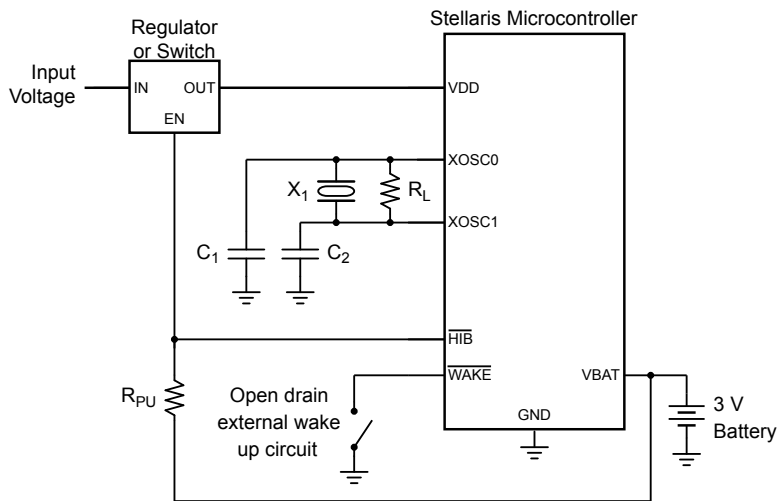 Stellaris Microcontroller
Regulator
or Switch
Input
Voltage
IN
OUT
EN
VDD
XOSC0
X1
RL
XOSC1
C1
C2
HIB
WAKE
VBAT
RPU
Open drain
external wake
up circuit
GND
3 V
Battery